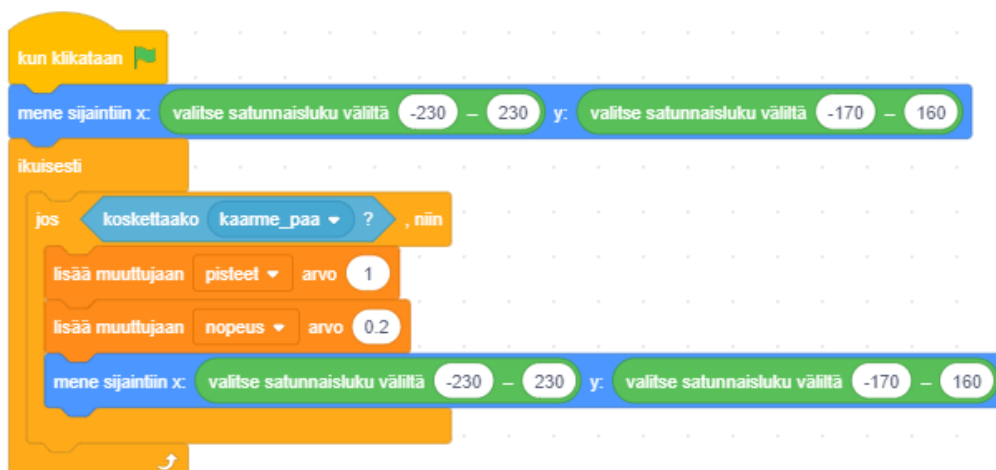 kun klikataan
mene sijaintiin x: valitse satunnaisluku väliltä -230 – 230 y: valitse satunnaisluku väliltä -170 – 160
ikuisesti
jos koskettaako kaarme_paa ? , niin
lisää muuttujaan pisteet arvo 1
lisää muuttujaan nopeus arvo 0.2
mene sijaintiin x: valitse satunnaisluku väliltä -230 – 230 y: valitse satunnaisluku väliltä -170 – 160